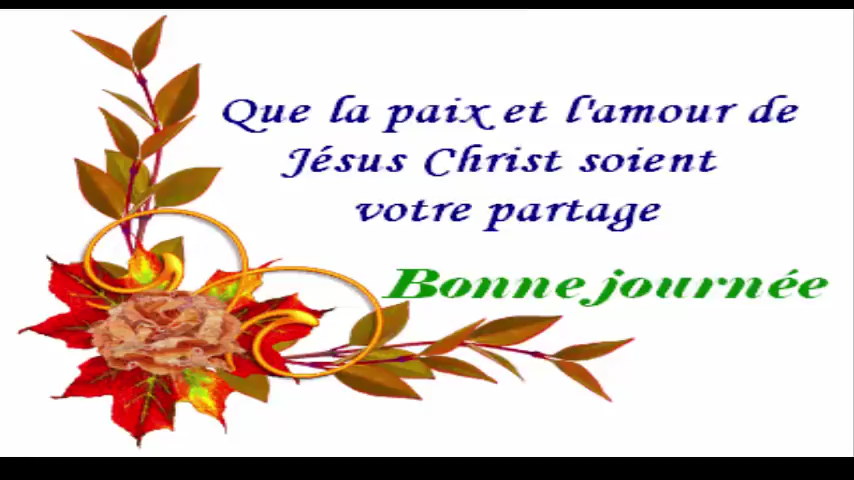 Que la paix et l'amour de
Jésus Christ soient
votre partage
Bonne journée